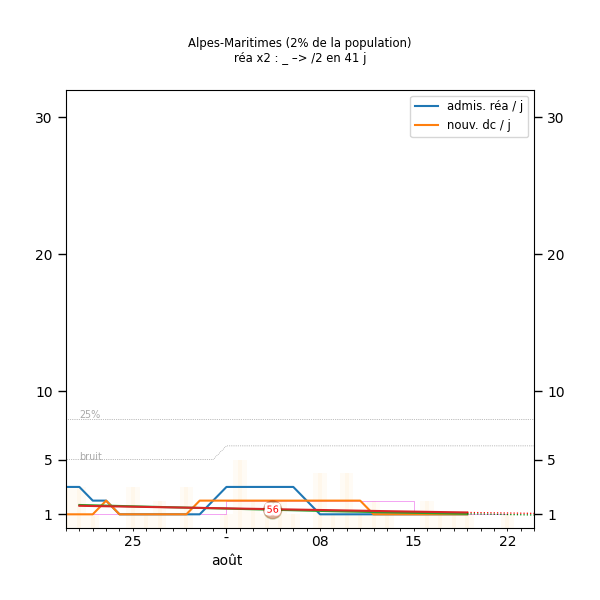 Alpes-Maritimes (2% de la population)
réa x2 : _ –> /2 en 41 j
admis. réa / j
nouv. dc / j
30
30
20
20
10
10
25%
5
bruit
5
56
1
1
25
-
08
15
22
août